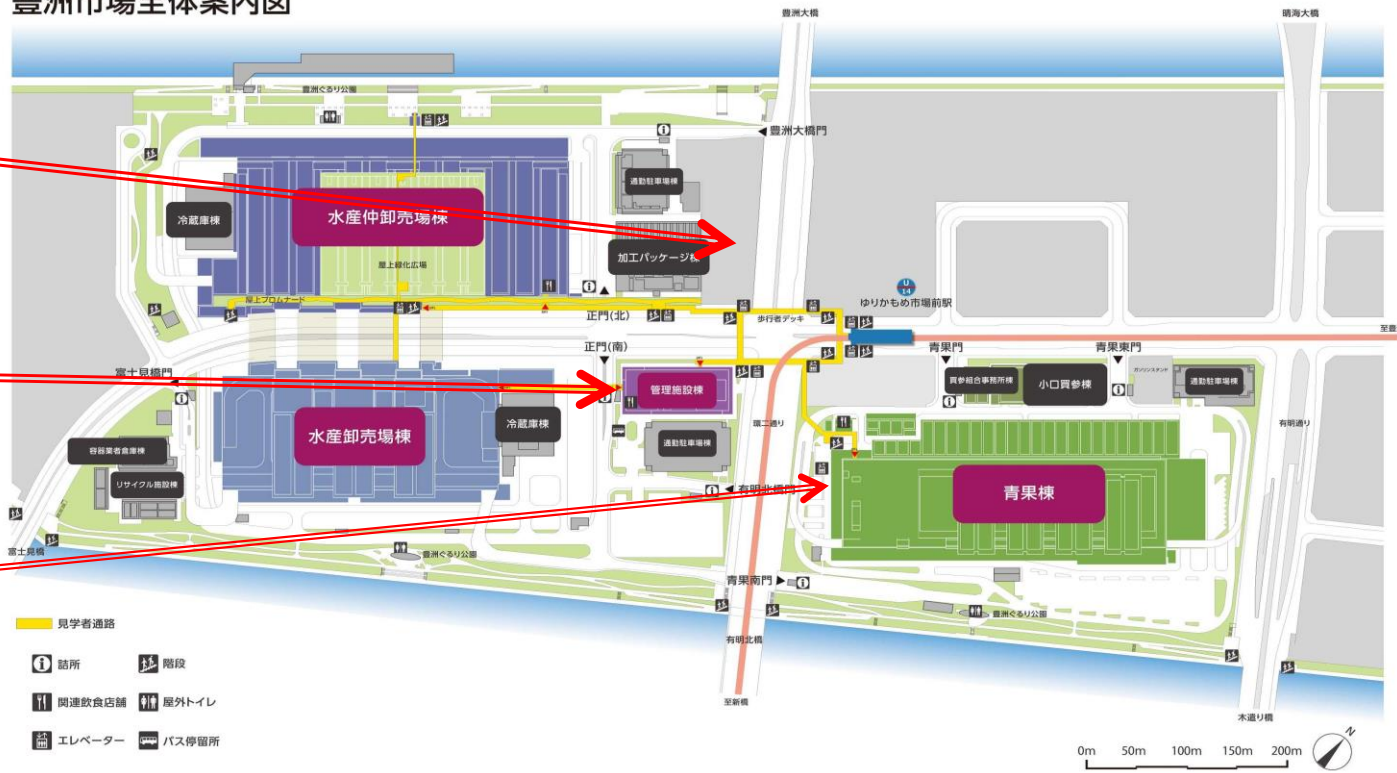 豊洲市場全体案内図
豊洲大橋
晴海大橋
豊洲ぐるり公園
豊洲大橋門
通勤駐車場棟
冷蔵庫棟
水産仲卸売場棟
加工パッケージ棟
屋上緑化広場
U
14
ゆりかもめ市場前駅
屋上プロムナード
正門(北)
歩行者デッキ
至豊
正門(南)
青果門
青果東門
富士見橋門
管理施設棟
買参組合事務所棟
小口買参棟
ガソリンスタンド
通勤駐車場棟
水産卸売場棟
冷蔵庫棟
環二通り
有明通り
通勤駐車場棟
容器業者倉庫棟
リサイクル施設棟
有明北橋門
青果棟
富士見橋
豊洲ぐるり公園
青果南門
豊洲ぐるり公園
見学者通路
有明北橋
詰所
階段
関連飲食店舗
屋外トイレ
至新橋
木遣り橋
エレベーター
バス停留所
0m 50m 100m 150m 200m
N